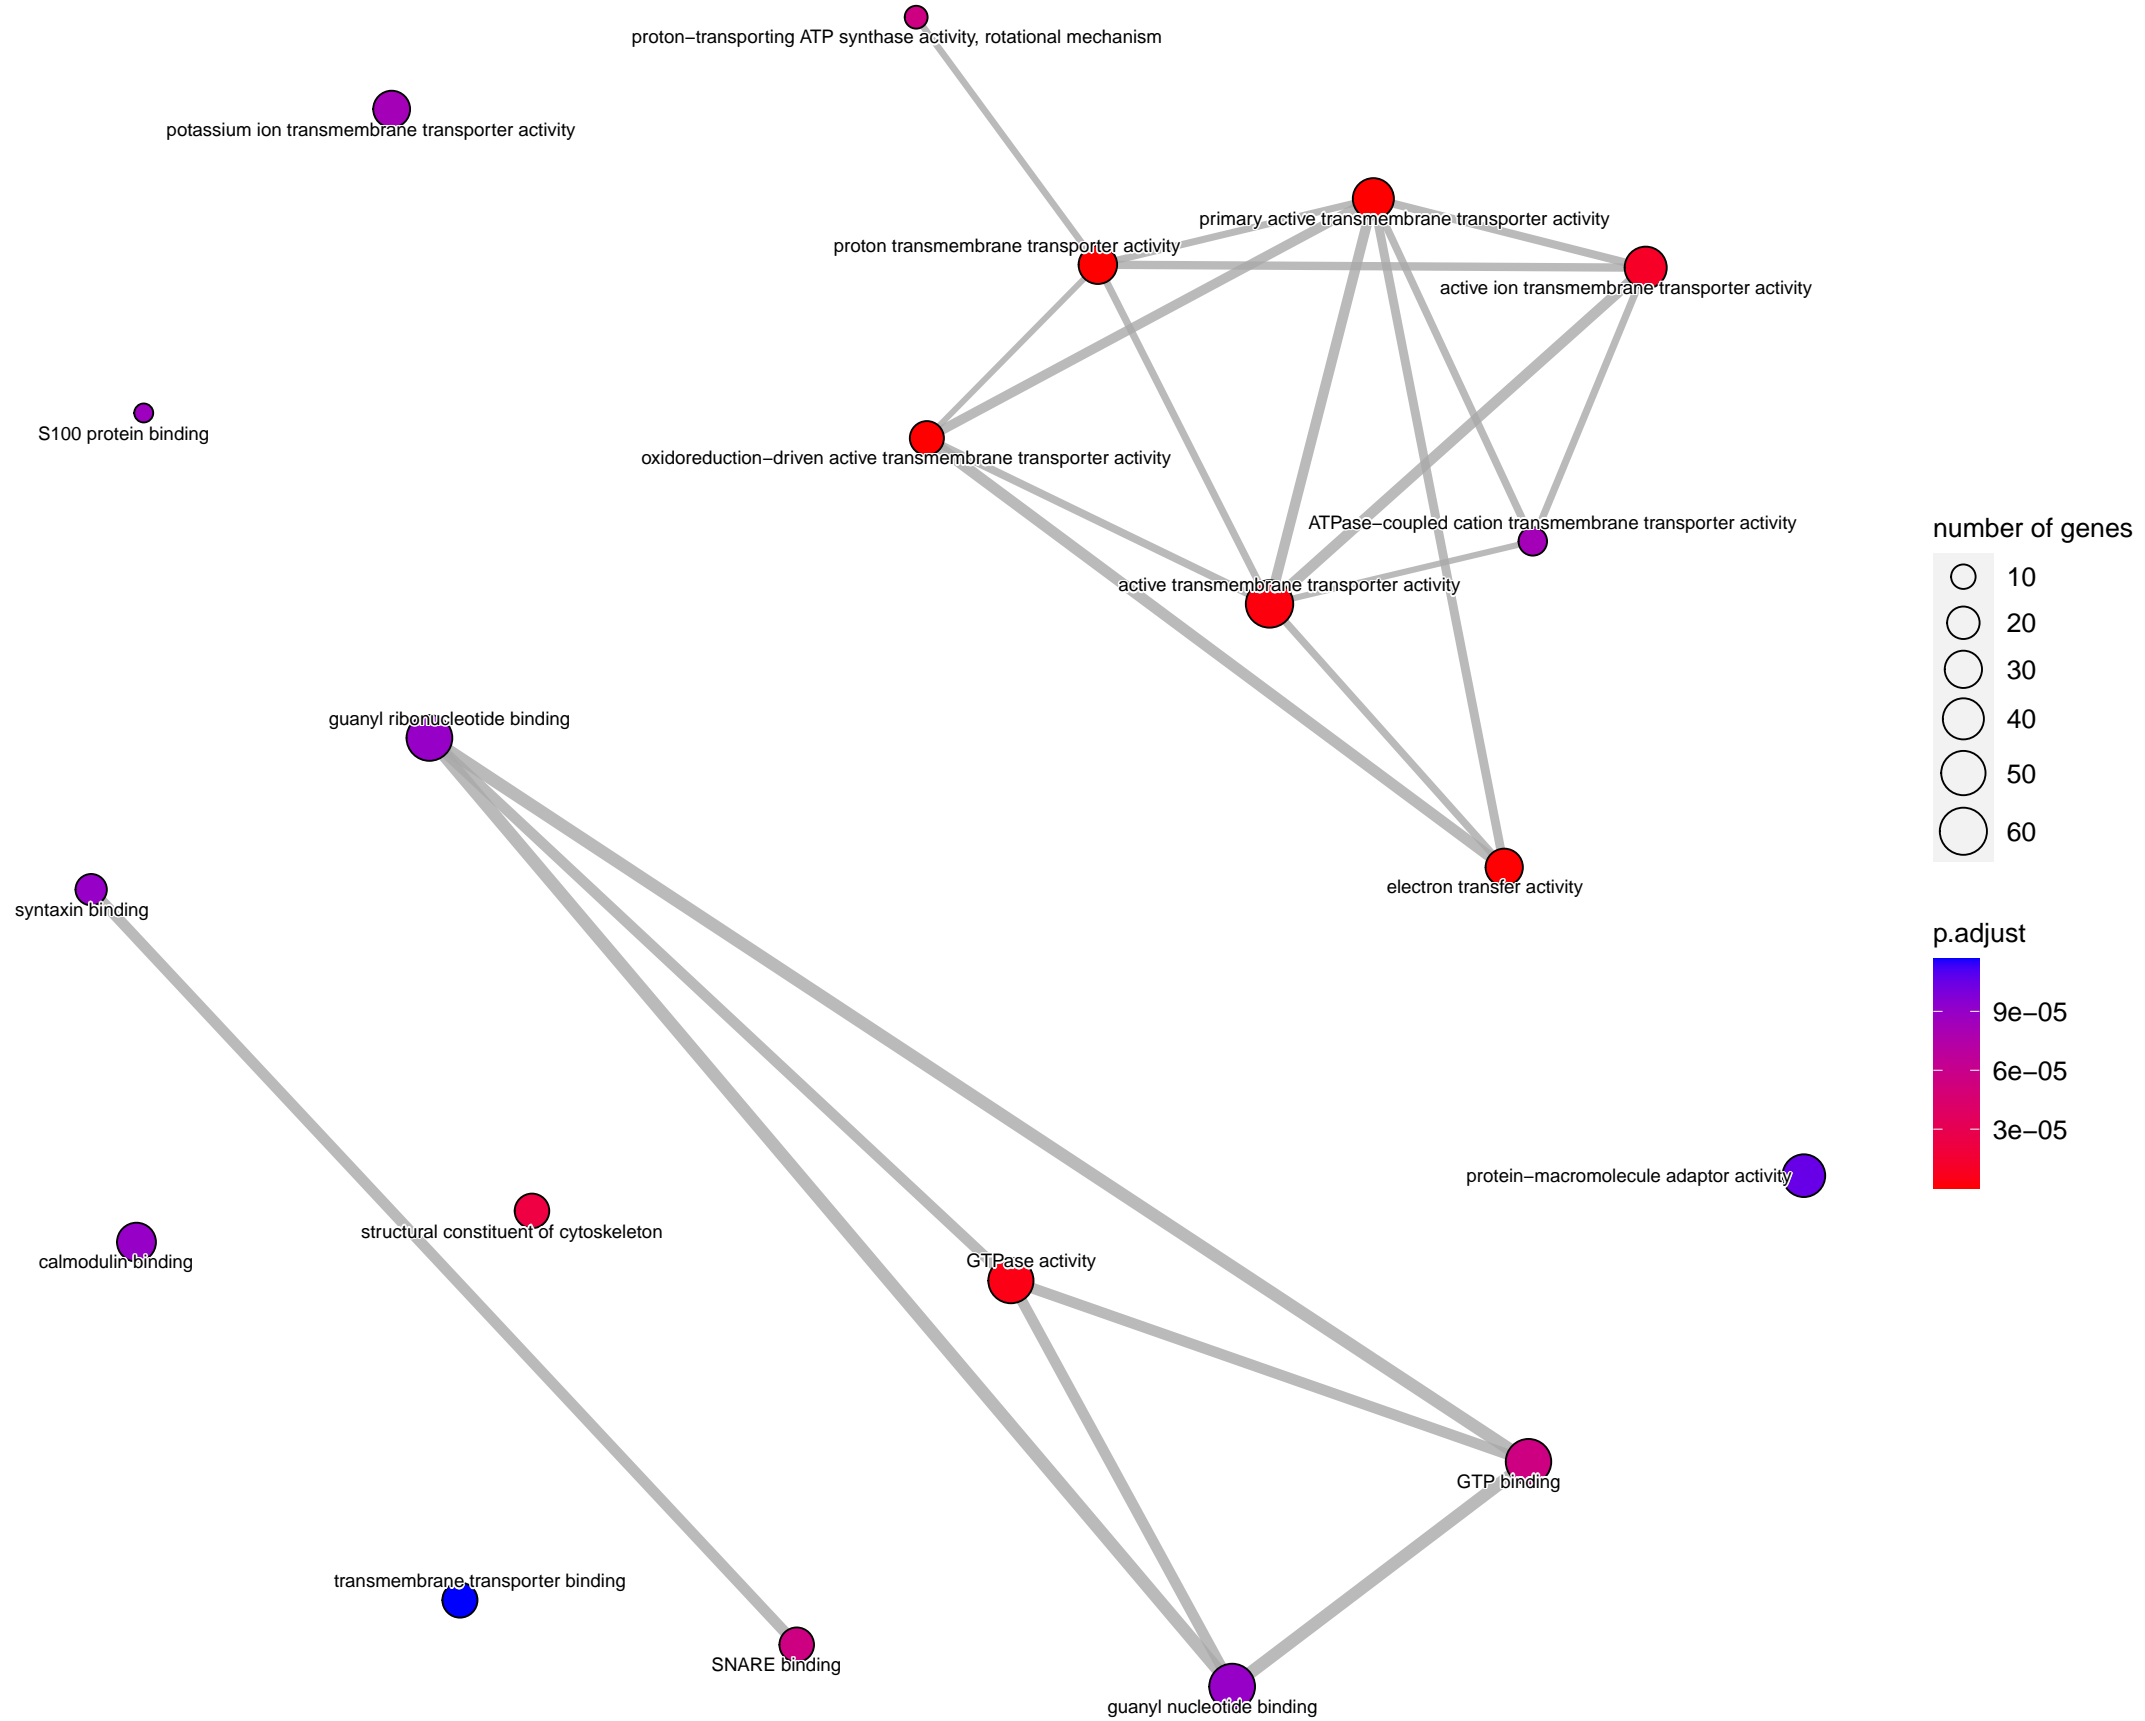 proton−transporting ATP synthase activity, rotational mechanism
potassium ion transmembrane transporter activity
primary active transmembrane transporter activity
proton transmembrane transporter activity
active ion transmembrane transporter activity
S100 protein binding
oxidoreduction−driven active transmembrane transporter activity
ATPase−coupled cation transmembrane transporter activity
active transmembrane transporter activity
guanyl ribonucleotide binding
electron transfer activity
syntaxin binding
protein−macromolecule adaptor activity
structural constituent of cytoskeleton
calmodulin binding
GTPase activity
GTP binding
transmembrane transporter binding
SNARE binding
guanyl nucleotide binding
number of genes
10
20
30
40
50
60
p.adjust
9e−05
6e−05
3e−05